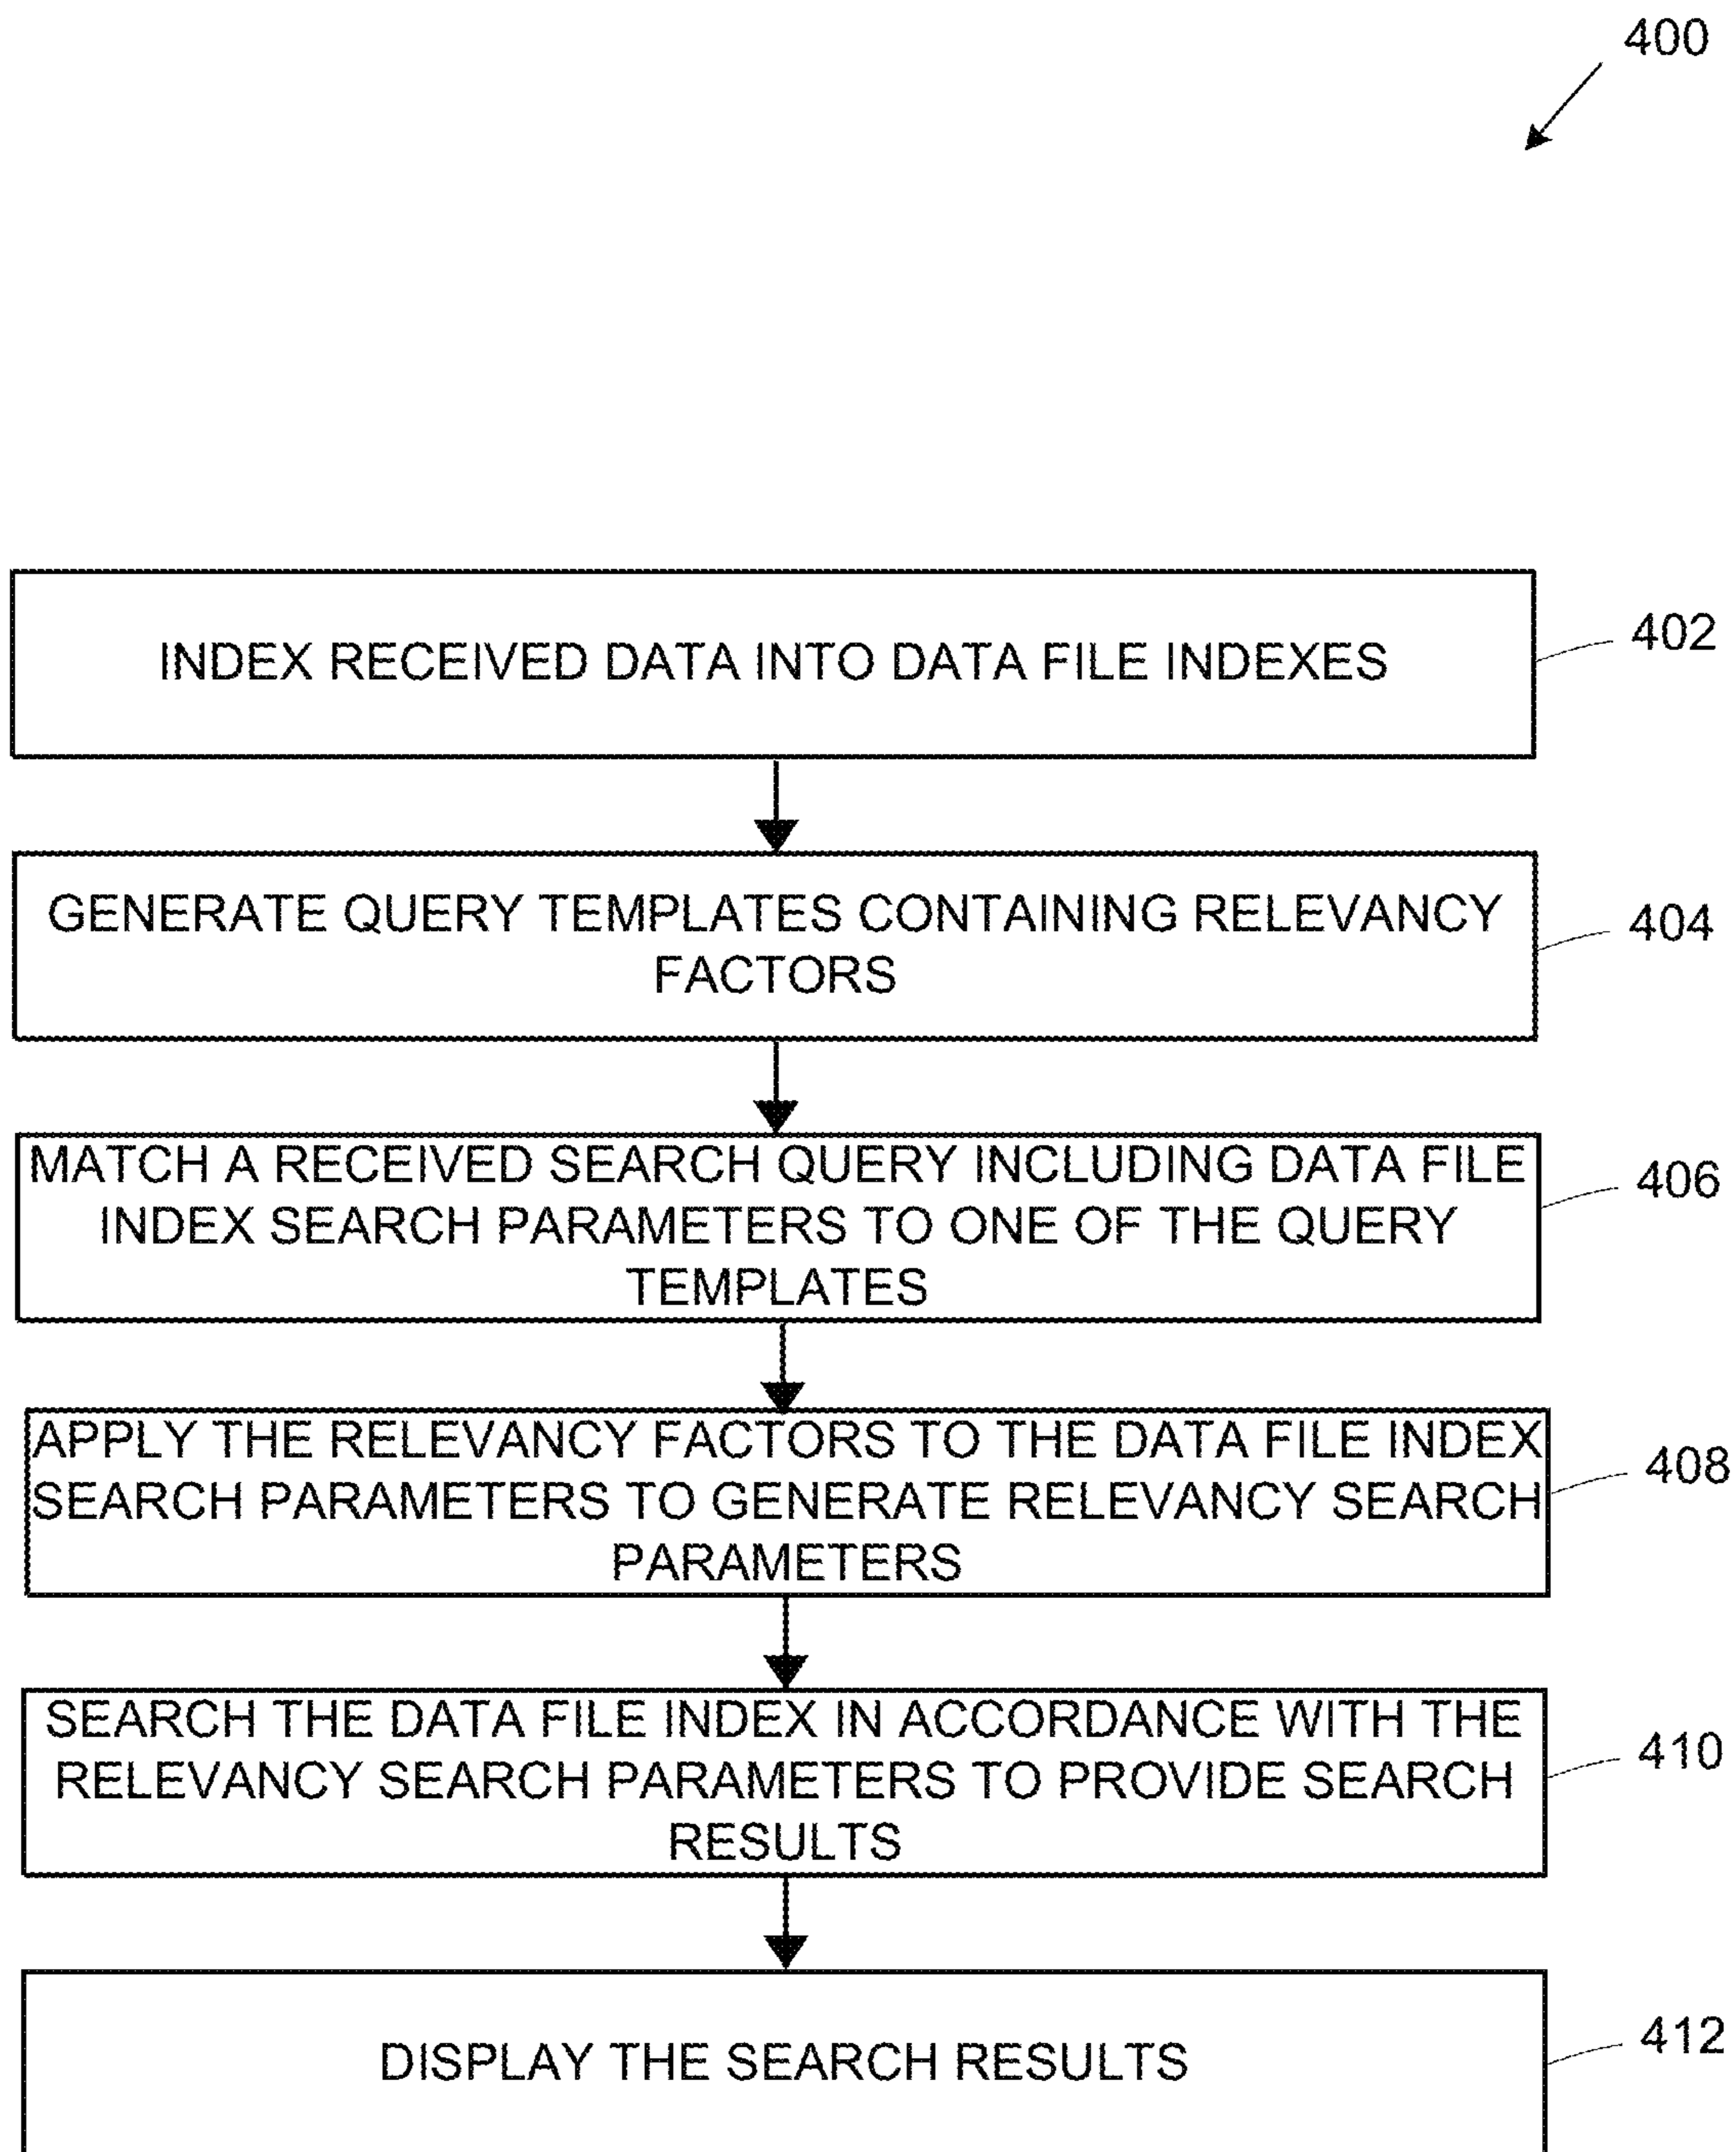 400
INDEX RECEIVED DATA INTO DATA FILE INDEXES
402
GENERATE QUERY TEMPLATES CONTAINING RELEVANCY
FACTORS
404
MATCH A RECEIVED SEARCH QUERY INCLUDING DATA FILE
INDEX SEARCH PARAMETERS TO ONE OF THE QUERY
TEMPLATES
406
APPLY THE RELEVANCY FACTORS TO THE DATA FILE INDEX
SEARCH PARAMETERS TO GENERATE RELEVANCY SEARCH
PARAMETERS
408
SEARCH THE DATA FILE INDEX IN ACCORDANCE WITH THE
RELEVANCY SEARCH PARAMETERS TO PROVIDE SEARCH
RESULTS
410
DISPLAY THE SEARCH RESULTS
412